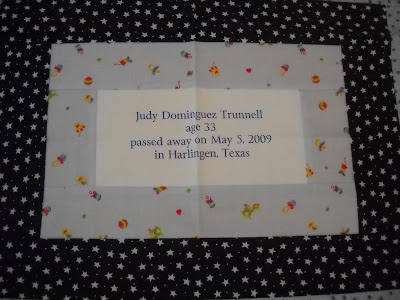 Judy Dominguez Trunnell
age 33
passed away on May 5, 2009
in Harlingen, Texas